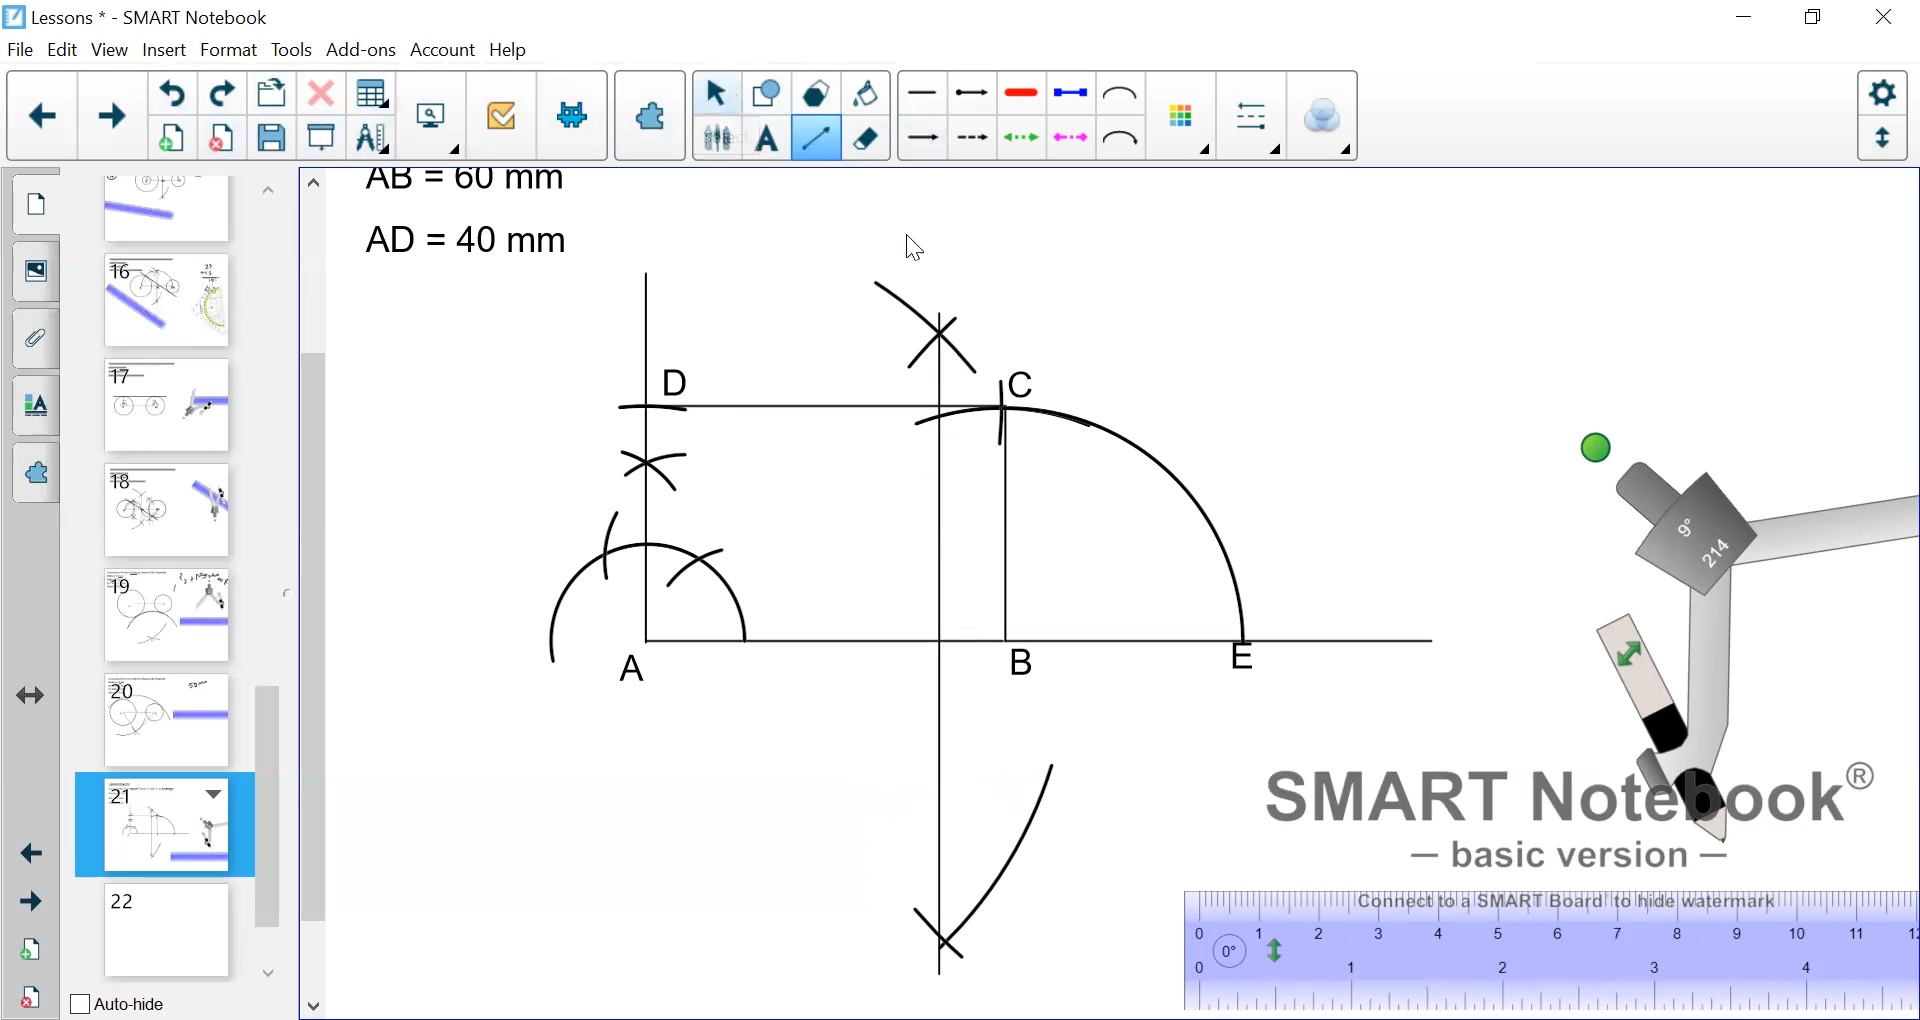 Lessons * - SMART Notebook
File Edit View Insert Format Tools Add-ons Account Help
AB = 60 mm
AD = 40 mm
16
17
18
19
20
21
22
Auto-hide
D
C
A
B
E
9°
214
SMART Notebook®
— basic version —
Connect to a SMART Board to hide watermark
0 1 2 3 4 5 6 7 8 9 10 11 12
0°
0 1 2 3 4